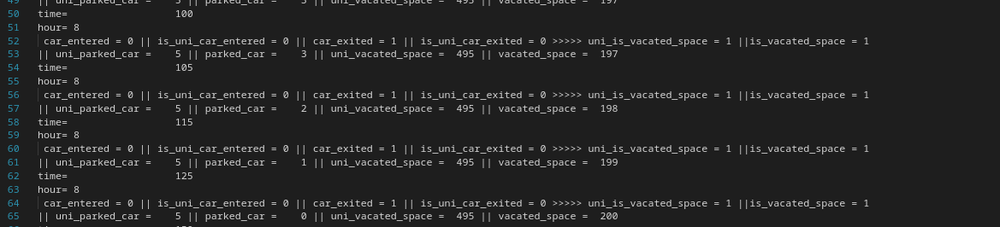 49 || uni_parked_car =    5 || parked_car =    3 || uni_vacated_space =  495 || vacated_space =  197
50 time=                  100
51 hour= 8
52  car_entered = 0 || is_uni_car_entered = 0 || car_exited = 1 || is_uni_car_exited = 0 >>>>> uni_is_vacated_space = 1 ||is_vacated_space = 1
53 || uni_parked_car =    5 || parked_car =    3 || uni_vacated_space =  495 || vacated_space =  197
54 time=                  105
55 hour= 8
56  car_entered = 0 || is_uni_car_entered = 0 || car_exited = 1 || is_uni_car_exited = 0 >>>>> uni_is_vacated_space = 1 ||is_vacated_space = 1
57 || uni_parked_car =    5 || parked_car =    2 || uni_vacated_space =  495 || vacated_space =  198
58 time=                  115
59 hour= 8
60  car_entered = 0 || is_uni_car_entered = 0 || car_exited = 1 || is_uni_car_exited = 0 >>>>> uni_is_vacated_space = 1 ||is_vacated_space = 1
61 || uni_parked_car =    5 || parked_car =    1 || uni_vacated_space =  495 || vacated_space =  199
62 time=                  125
63 hour= 8
64  car_entered = 0 || is_uni_car_entered = 0 || car_exited = 1 || is_uni_car_exited = 0 >>>>> uni_is_vacated_space = 1 ||is_vacated_space = 1
65 || uni_parked_car =    5 || parked_car =    0 || uni_vacated_space =  495 || vacated_space =  200